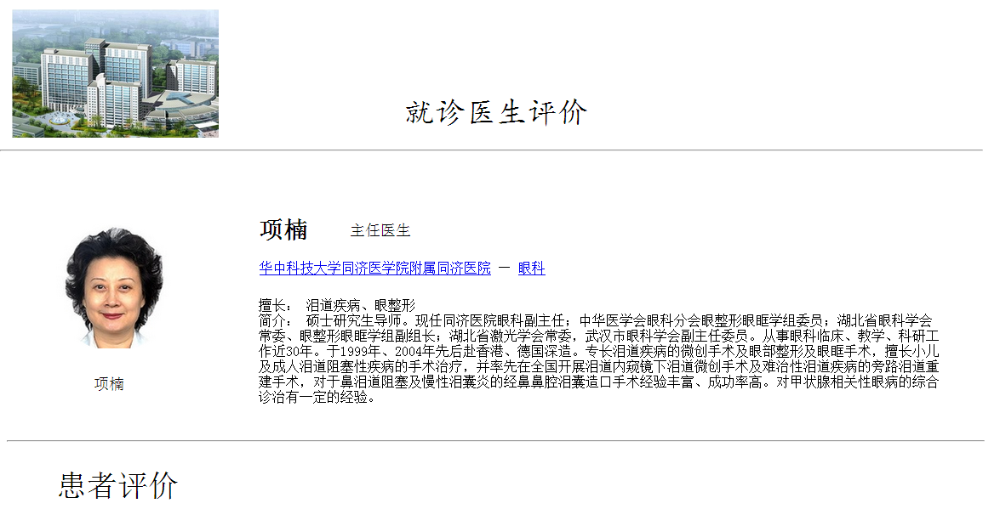 就诊医生评价
项楠 主任医生
华中科技大学同济医学院附属同济医院 － 眼科
擅长： 泪道疾病、眼整形
简介： 硕士研究生导师。现任同济医院眼科副主任；中华医学会眼科分会眼整形眼眶学组委员；湖北省眼科学会
常委、眼整形眼眶学组副组长；湖北省激光学会常委，武汉市眼科学会副主任委员。从事眼科临床、教学、科研工
作近30年。于1999年、2004年先后赴香港、德国深造。专长泪道疾病的微创手术及眼部整形及眼眶手术，擅长小儿
及成人泪道阻塞性疾病的手术治疗，并率先在全国开展泪道内窥镜下泪道微创手术及难治性泪道疾病的旁路泪道重
建手术，对于鼻泪道阻塞及慢性泪囊炎的经鼻鼻腔泪囊造口手术经验丰富、成功率高。对甲状腺相关性眼病的综合
诊治有一定的经验。
项楠
患者评价